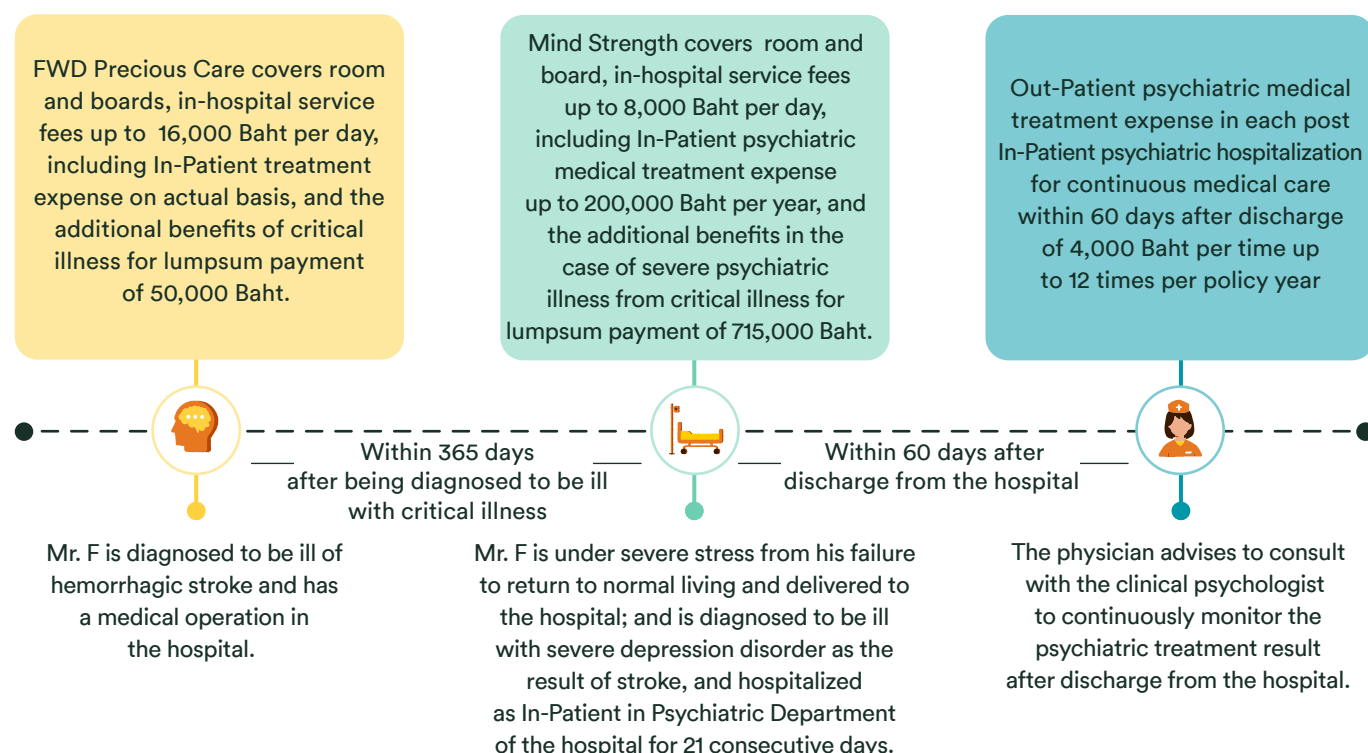 FWD Precious Care covers room
and boards, in-hospital service
fees up to 16,000 Baht per day,
including In-Patient treatment
expense on actual basis, and the
additional benefits of critical
illness for lumpsum payment
of 50,000 Baht.
Mind Strength covers room and
board, in-hospital service fees
up to 8,000 Baht per day,
including In-Patient psychiatric
medical treatment expense
up to 200,000 Baht per year, and
the additional benefits in the
case of severe psychiatric
illness from critical illness for
lumpsum payment of 715,000 Baht.
Out-Patient psychiatric medical
treatment expense in each post
In-Patient psychiatric hospitalization
for continuous medical care
within 60 days after discharge
of 4,000 Baht per time up
to 12 times per policy year
Within 365 days
after being diagnosed to be ill
with critical illness
Within 60 days after
discharge from the hospital
Mr. F is diagnosed to be ill of
hemorrhagic stroke and has
a medical operation in
the hospital.
Mr. F is under severe stress from his failure
to return to normal living and delivered to
the hospital; and is diagnosed to be ill
with severe depression disorder as the
result of stroke, and hospitalized
as In-Patient in Psychiatric Department
of the hospital for 21 consecutive days.
The physician advises to consult
with the clinical psychologist
to continuously monitor the
psychiatric treatment result
after discharge from the hospital.